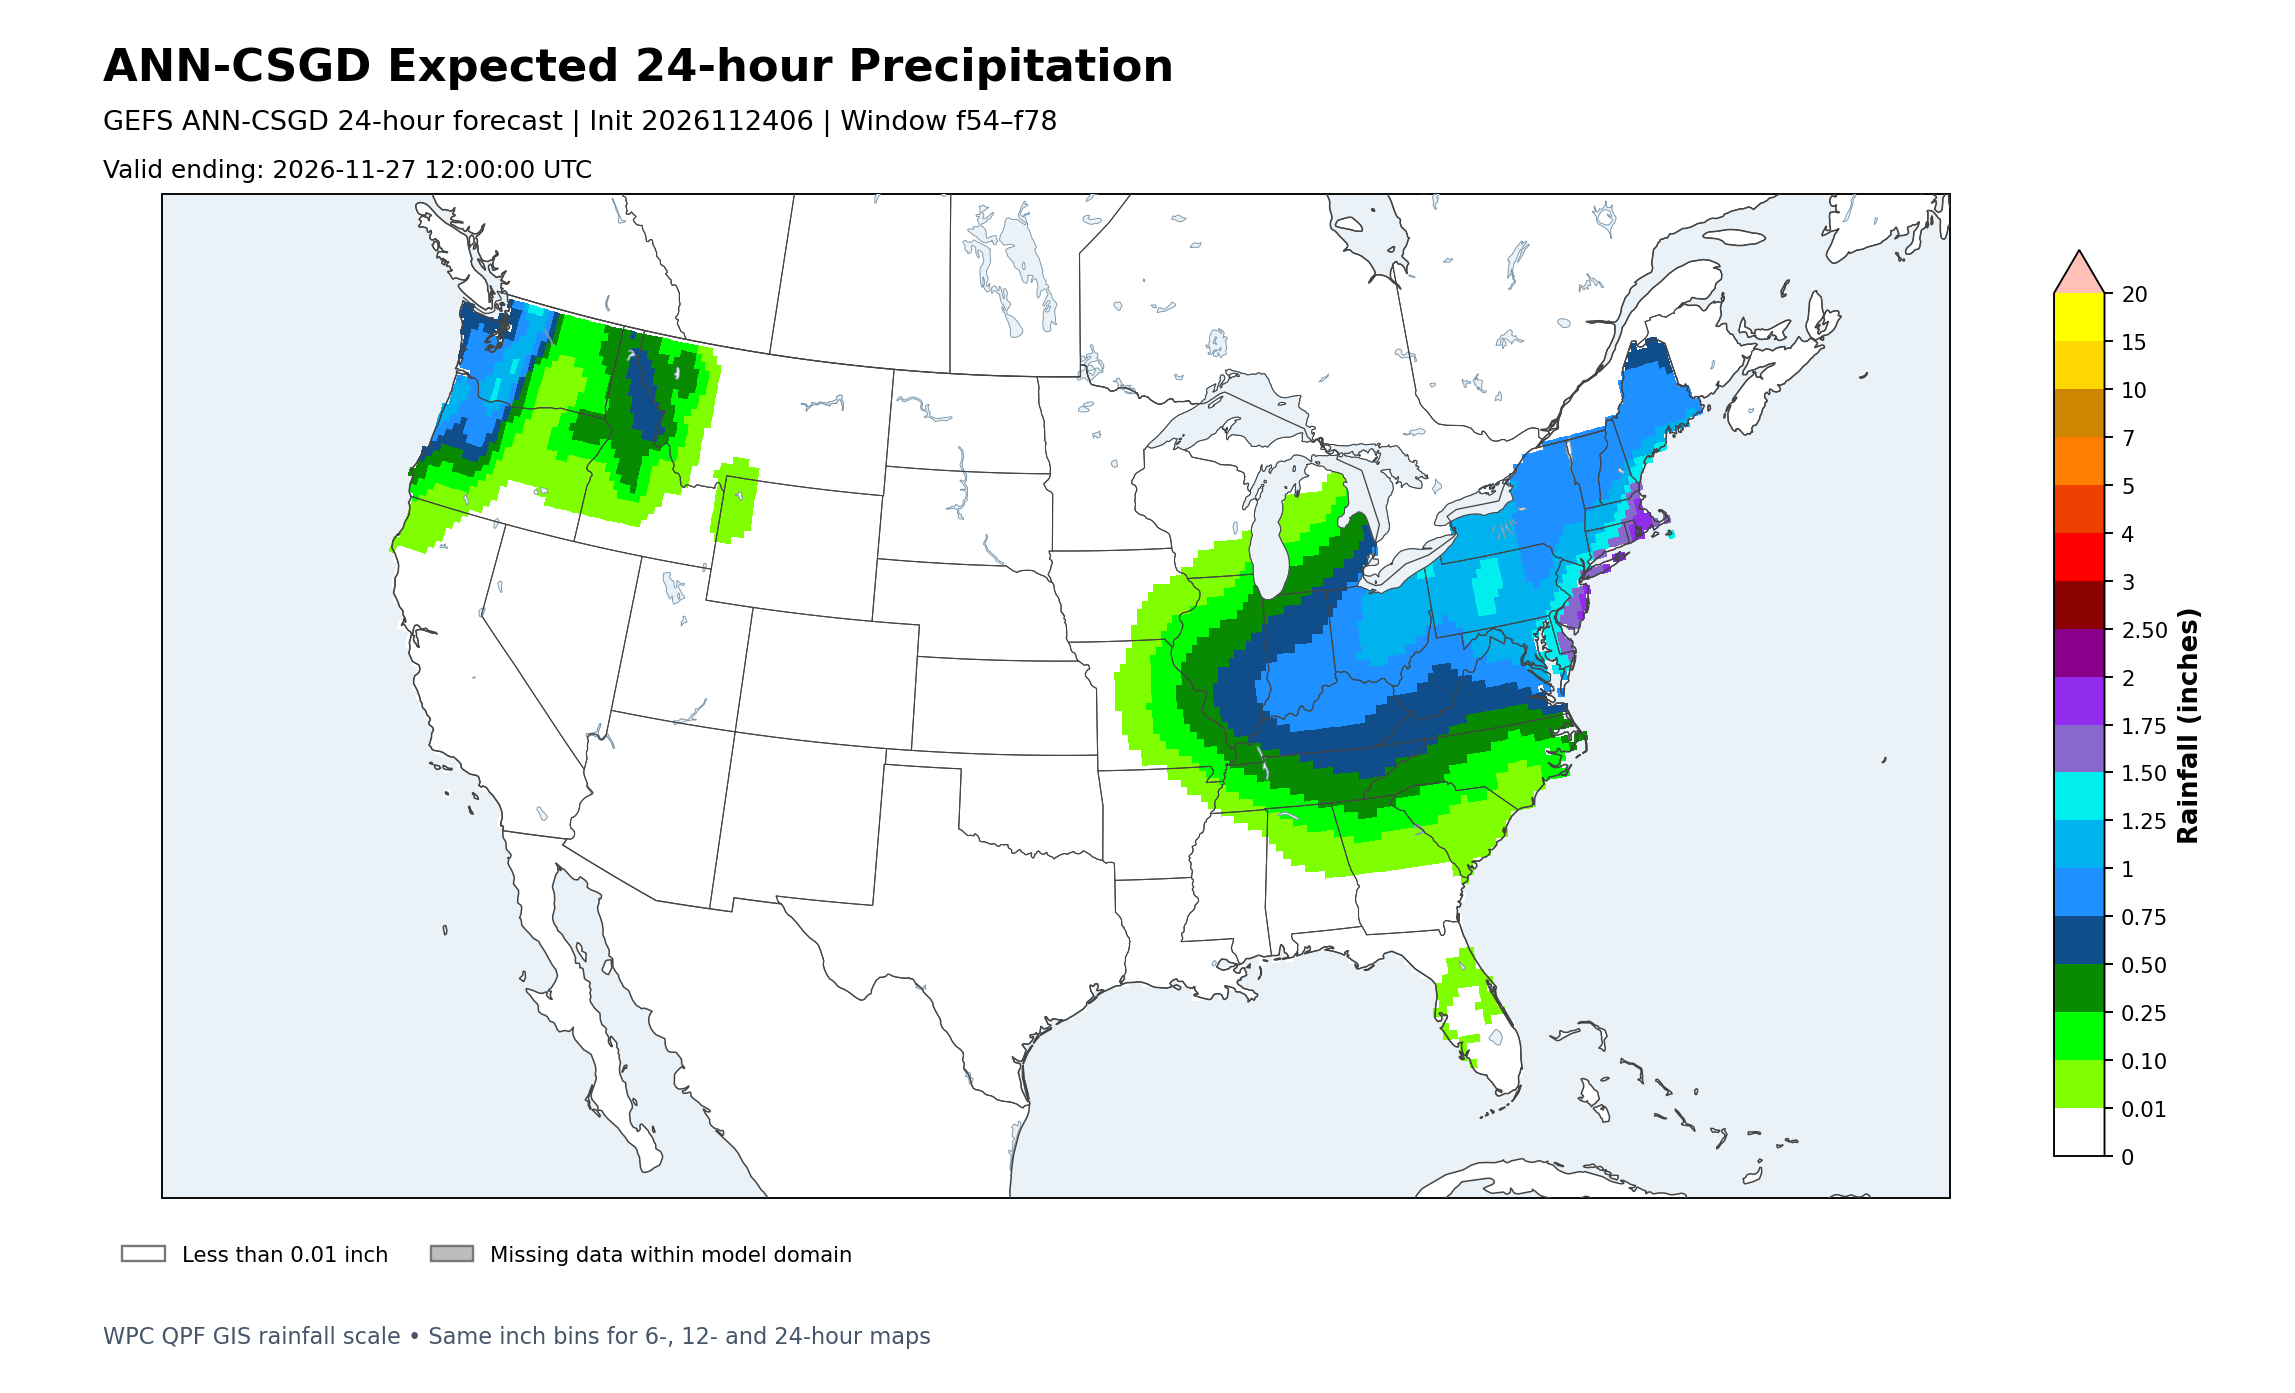 ANN-CSGD Expected 24-hour Precipitation
GEFS ANN-CSGD 24-hour forecast | Init 2026112406 | Window f54–f78
Valid ending: 2026-11-27 12:00:00 UTC
20
15
10
7
5
4
3
2.50
2
1.75
1.50
1.25
1
0.75
0.50
0.25
0.10
0.01
0
Rainfall (inches)
Less than 0.01 inch
Missing data within model domain
WPC QPF GIS rainfall scale • Same inch bins for 6-, 12- and 24-hour maps